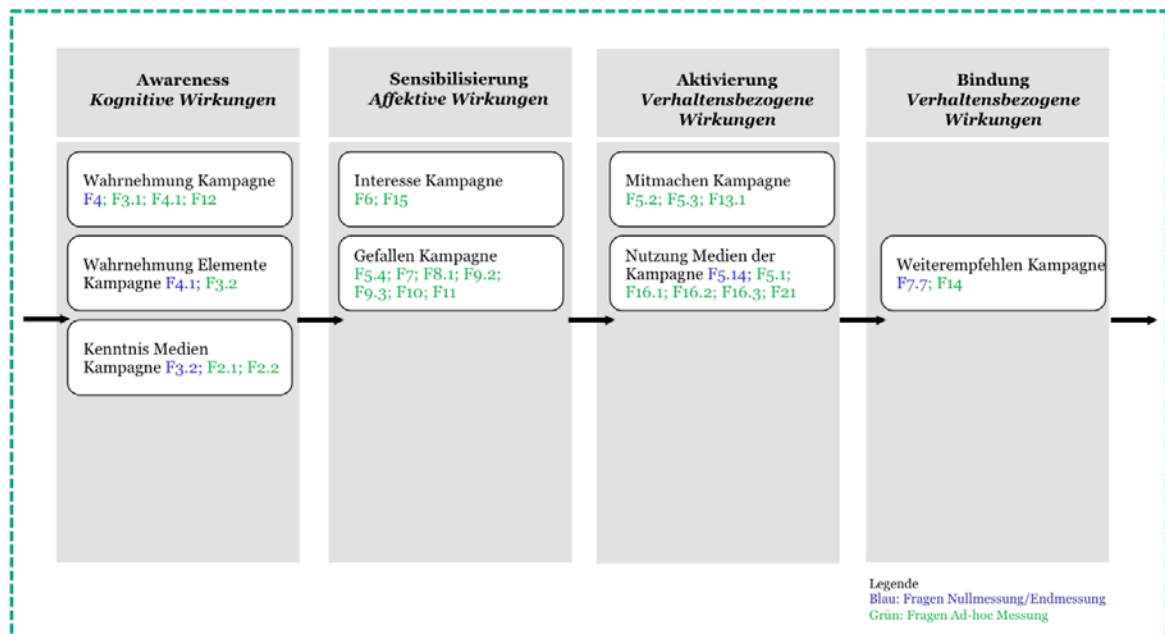 Awareness
Kognitive Wirkungen
Wahrnehmung Kampagne
F4; F3.1; F4.1; F12
Wahrnehmung Elemente
Kampagne F4.1; F3.2
Kenntnis Medien
Kampagne F3.2; F2.1; F2.2
Sensibilisierung
Affektive Wirkungen
Interesse Kampagne
F6; F15
Gefallen Kampagne
F5.4; F7; F8.1; F9.2;
F9.3; F10; F11
Aktivierung
Verhaltensbezogene
Wirkungen
Mitmachen Kampagne
F5.2; F5.3; F13.1
Nutzung Medien der
Kampagne F5.14; F5.1;
F16.1; F16.2; F16.3; F21
Bindung
Verhaltensbezogene
Wirkungen
Weiterempfehlen Kampagne
F7.7; F14
Legende
Blau: Fragen Nullmessung/Endmessung
Grün: Fragen Ad-hoc Messung